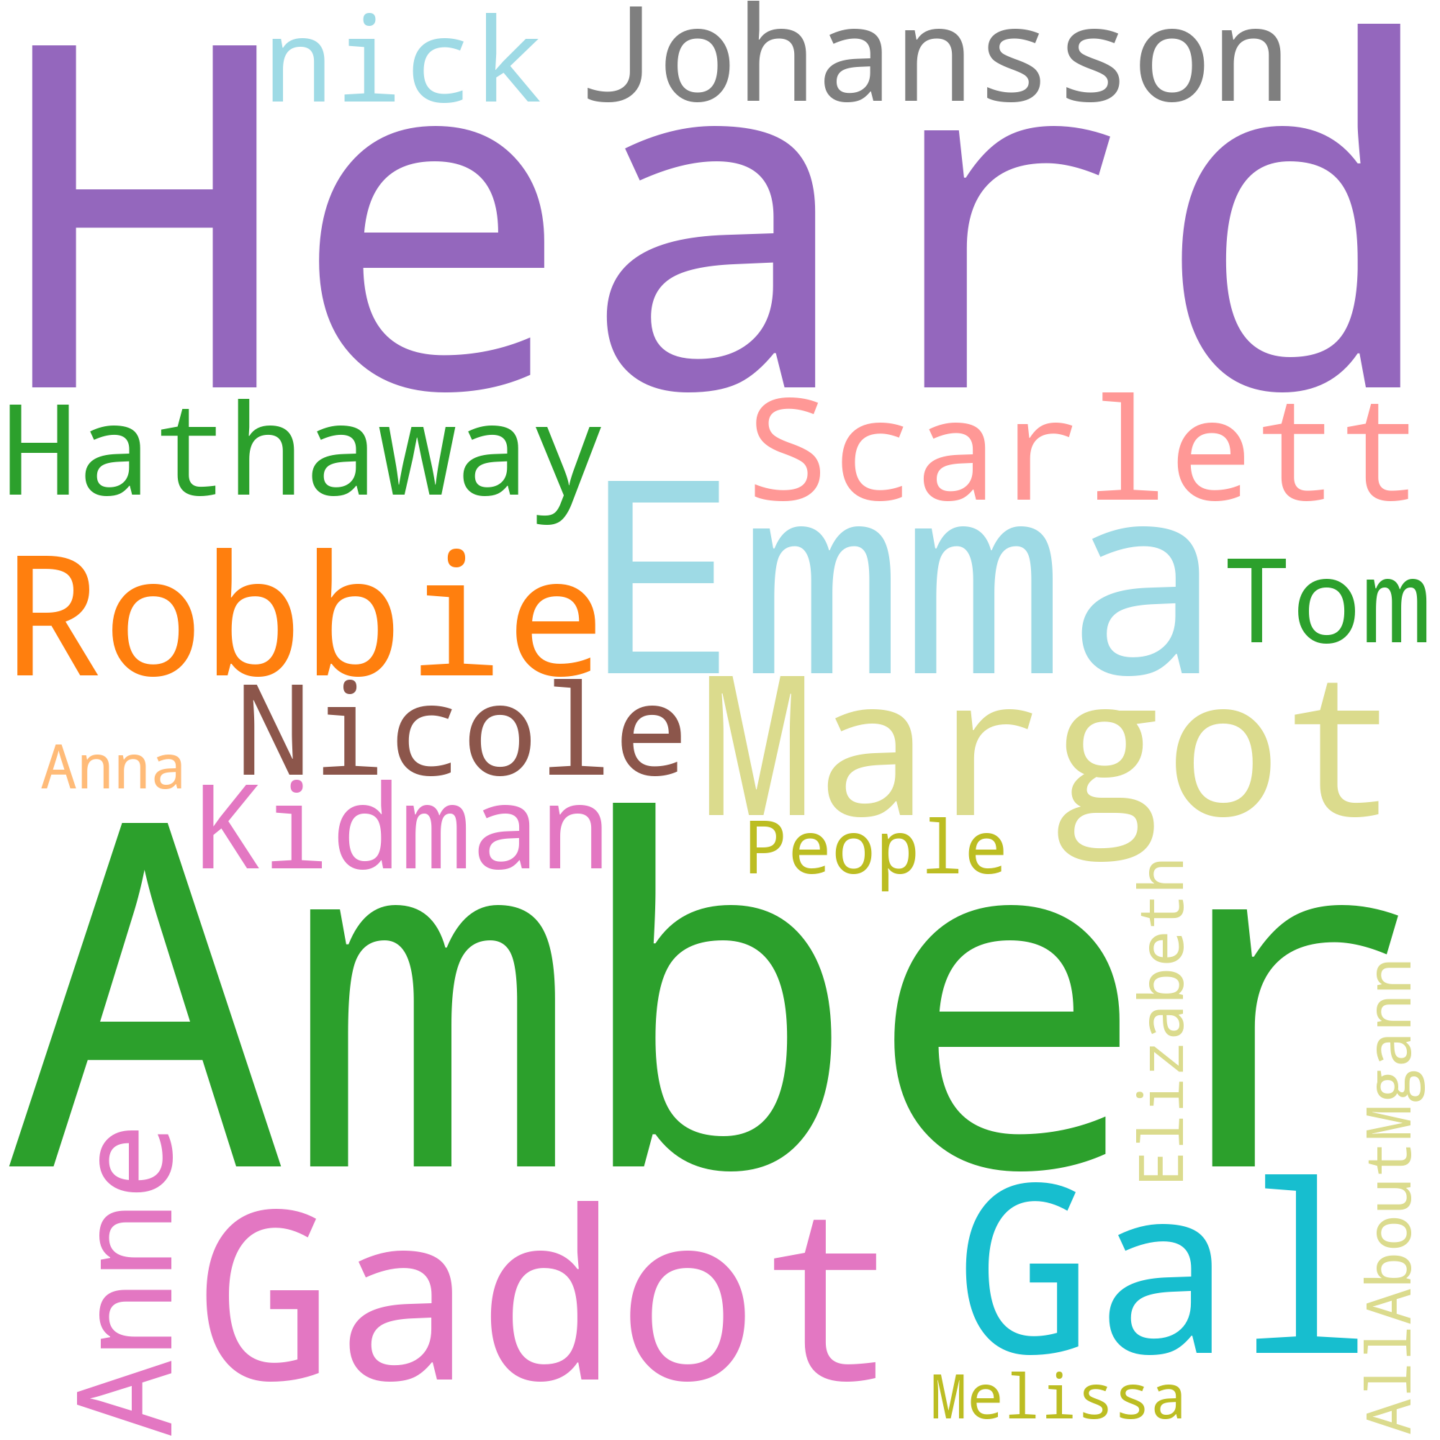 nick
Johansson
Heard
Hathaway
Scarlett
Emma
Robbie
Tom
Nicole
Margot
Anna
Kidman
People
Amber
Elizabeth
AllAboutMgann
Anne
Gadot
Gal
Melissa